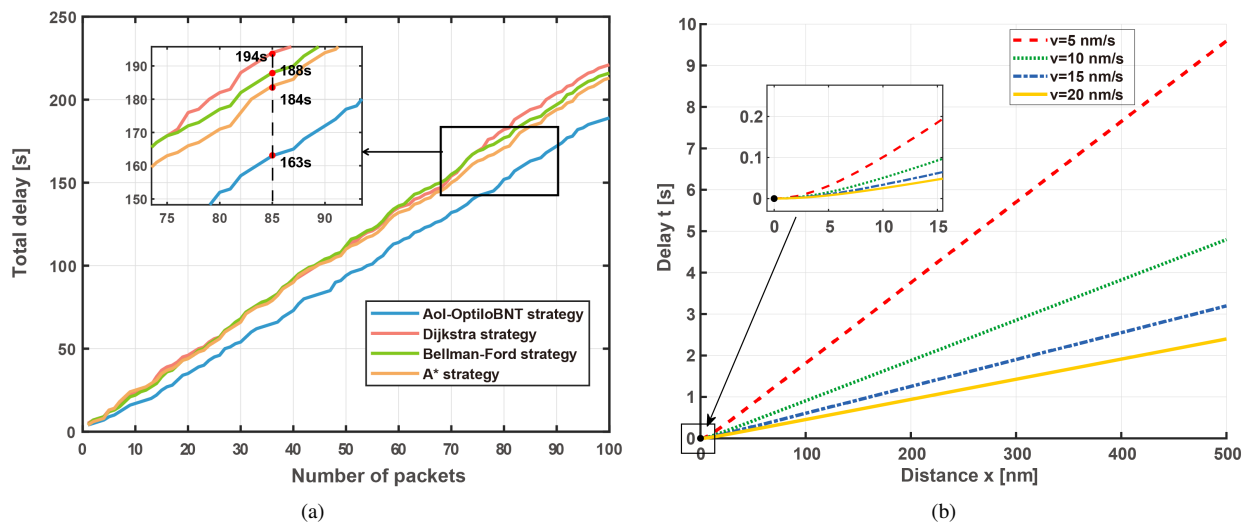 250
200
150
100
50
0
Total delay [s]
190
180
170
160
150
75
80
85
90
194s
188s
184s
163s
AoI-OptiloBNT strategy
Dijkstra strategy
Bellman-Ford strategy
A* strategy
0
10
20
30
40
50
60
70
80
90
100
Number of packets
(a)
10
9
8
7
6
5
4
3
2
1
0
Delay t [s]
v=5 nm/s
v=10 nm/s
v=15 nm/s
v=20 nm/s
0.2
0.1
0
0
5
10
15
0
100
200
300
400
500
Distance x [nm]
(b)